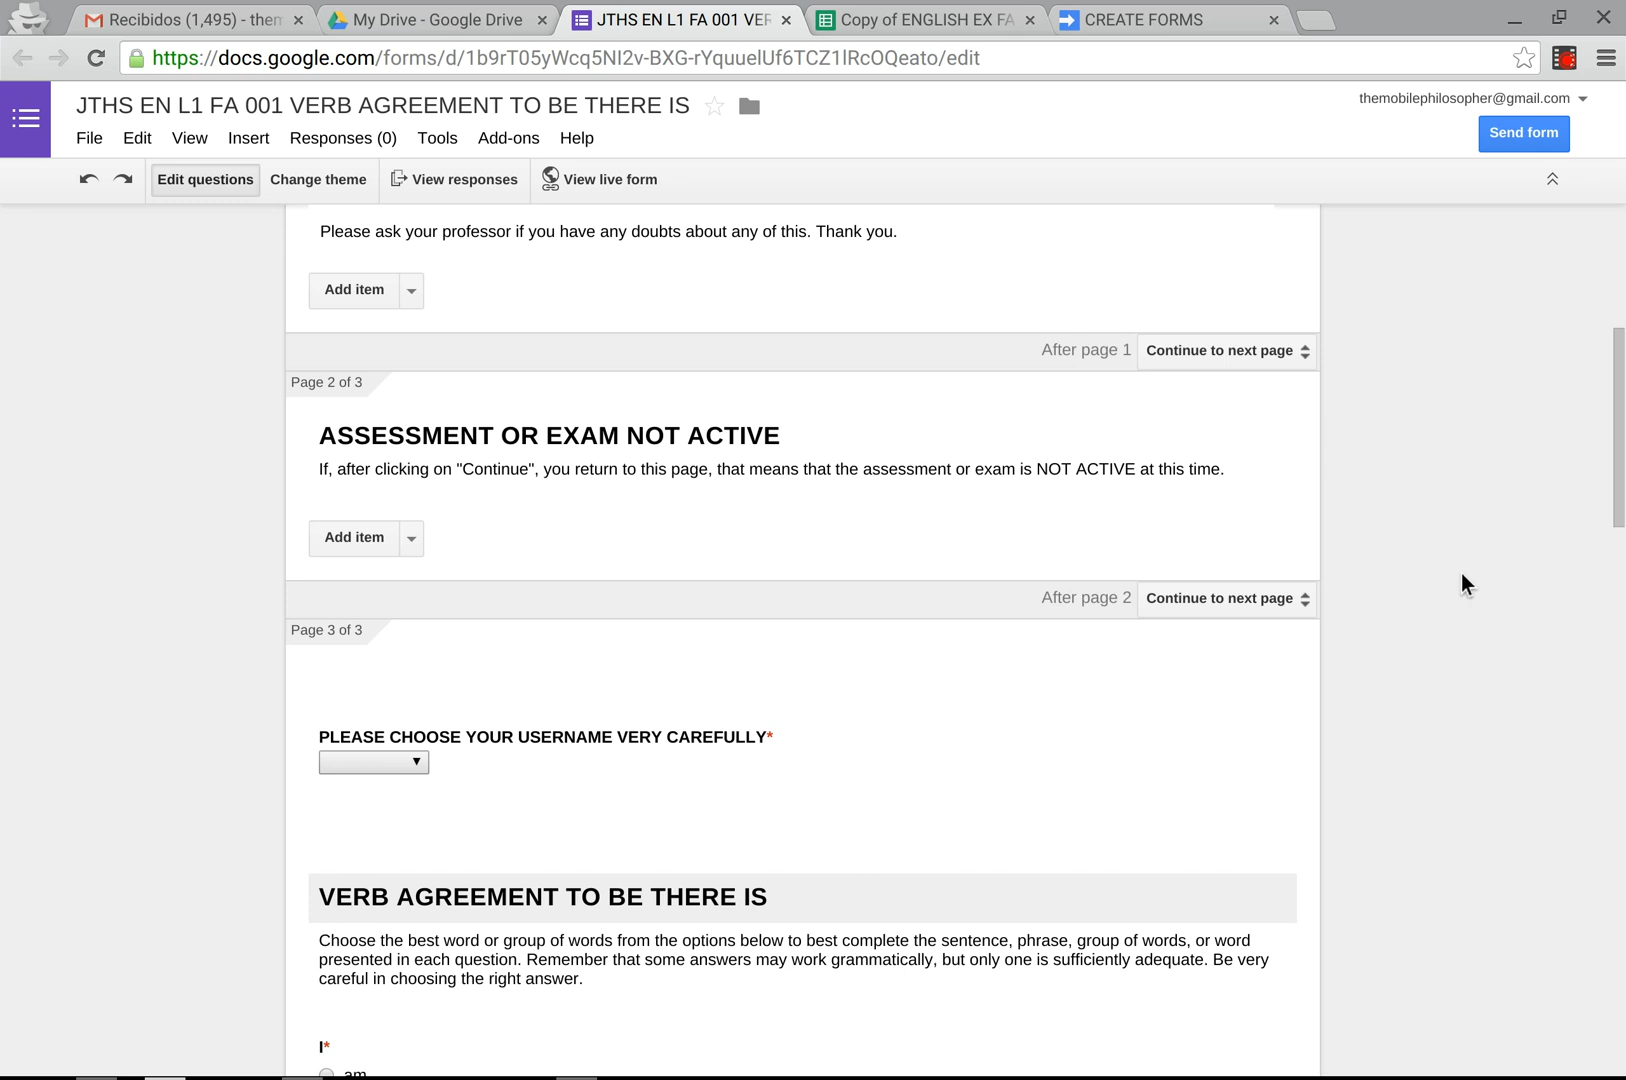 Recibidos (1,495) - them
My Drive - Google Drive
JTHS EN L1 FA 001 VER
Copy of ENGLISH EX FA
CREATE FORMS
https://docs.google.com/forms/d/1b9rT05yWcq5NI2v-BXG-rYquuelUf6TCZ1lRcOQeato/edit
JTHS EN L1 FA 001 VERB AGREEMENT TO BE THERE IS
themobilephilosopher@gmail.com
File Edit View Insert Responses (0) Tools Add-ons Help
Send form
Edit questions Change theme View responses View live form
Please ask your professor if you have any doubts about any of this. Thank you.
Add item
After page 1 Continue to next page
Page 2 of 3
ASSESSMENT OR EXAM NOT ACTIVE
If, after clicking on "Continue", you return to this page, that means that the assessment or exam is NOT ACTIVE at this time.
Add item
After page 2 Continue to next page
Page 3 of 3
PLEASE CHOOSE YOUR USERNAME VERY CAREFULLY*
VERB AGREEMENT TO BE THERE IS
Choose the best word or group of words from the options below to best complete the sentence, phrase, group of words, or word
presented in each question. Remember that some answers may work grammatically, but only one is sufficiently adequate. Be very
careful in choosing the right answer.
I*
am